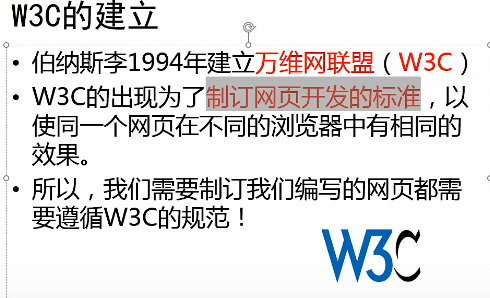 W3C的建立
• 伯纳斯李1994年建立万维网联盟（W3C）
• W3C的出现为了制订网页开发的标准，以
使同一个网页在不同的浏览器中有相同的
效果。
• 所以，我们需要制订我们编写的网页都需
要遵循W3C的规范！
W3C